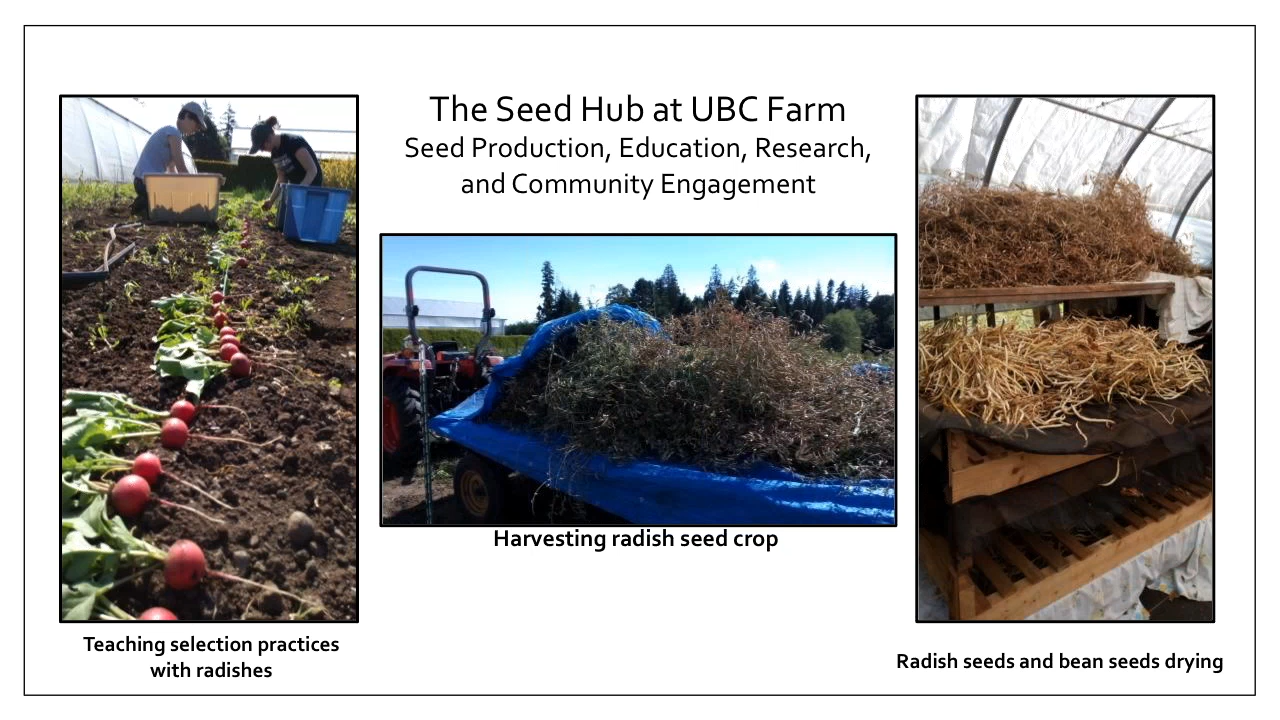 The Seed Hub at UBC Farm
Seed Production, Education, Research,
and Community Engagement
Harvesting radish seed crop
Teaching selection practices
with radishes
Radish seeds and bean seeds drying